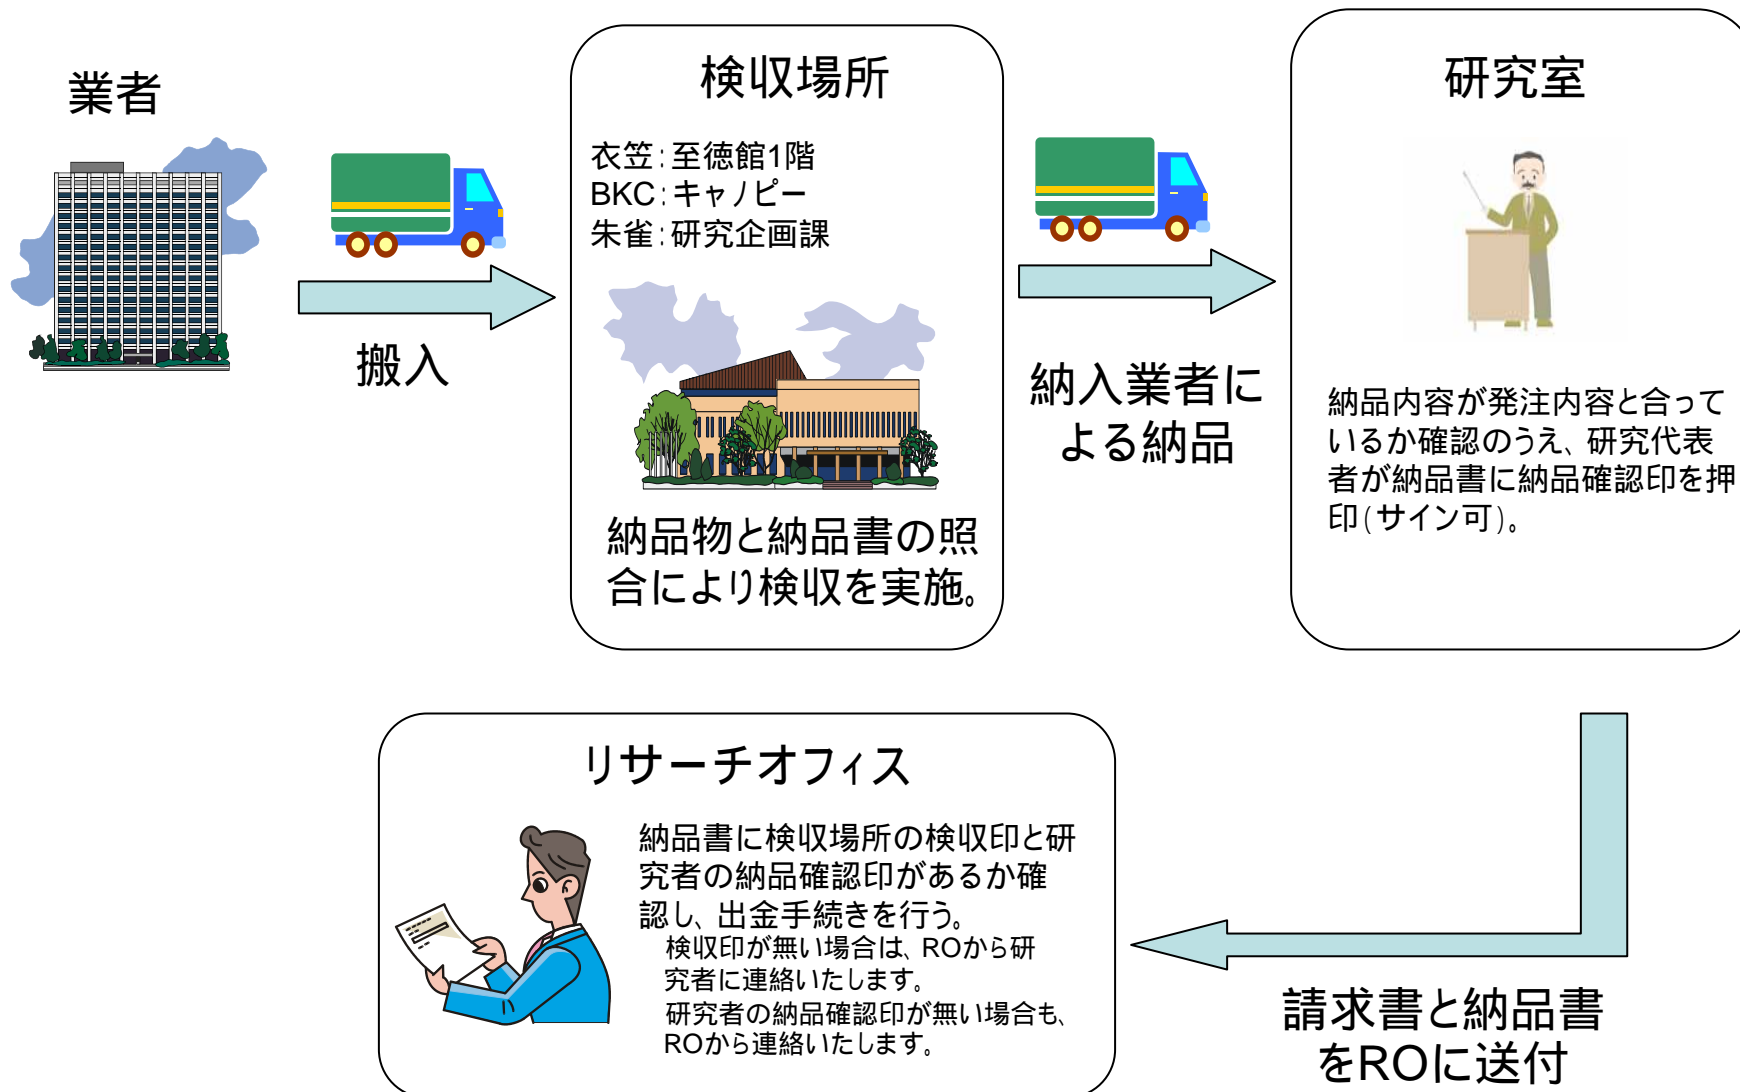 業者
搬入
検収場所
衣笠:至徳館1階
BKC:キャノピー
朱雀:研究企画課
納品物と納品書の照
合により検収を実施。
納入業者に
よる納品
研究室
納品内容が発注内容と合って
いるか確認のうえ、研究代表
者が納品書に納品確認印を押
印(サイン可)。
請求書と納品書
をROに送付
リサーチオフィス
納品書に検収場所の検収印と研
究者の納品確認印があるか確
認し、出金手続きを行う。
検収印が無い場合は、ROから研
究者に連絡いたします。
研究者の納品確認印が無い場合も、
ROから連絡いたします。